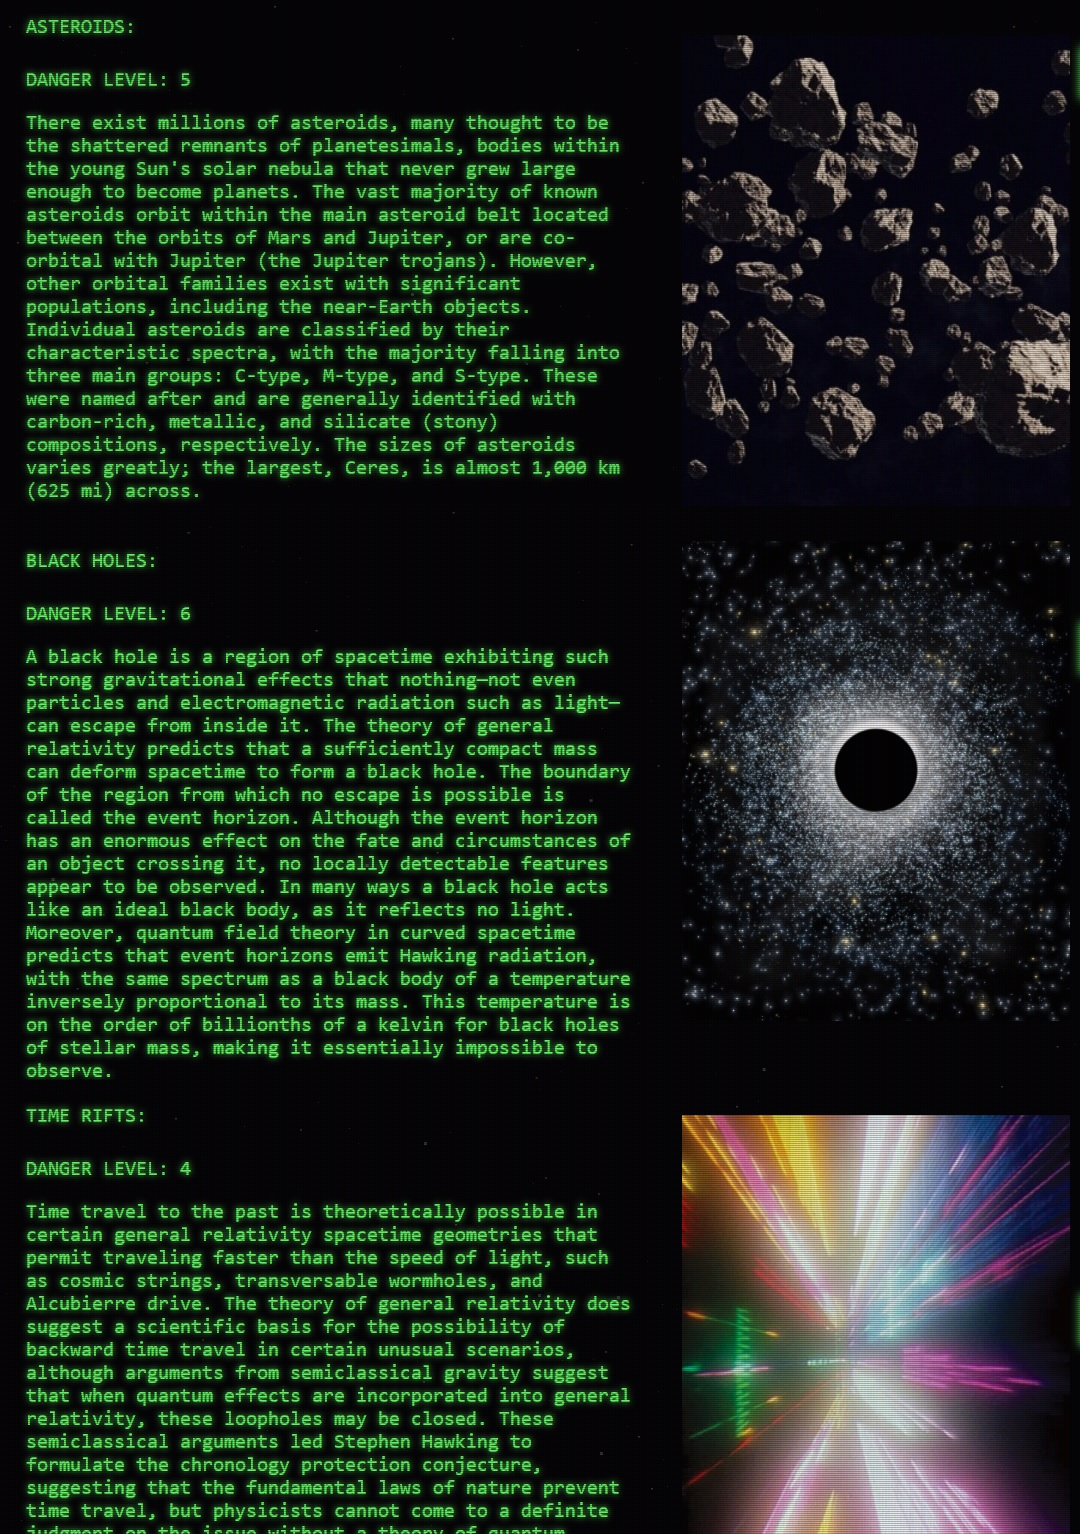 ASTEROIDS:
DANGER LEVEL: 5
There exist millions of asteroids, many thought to be
the shattered remnants of planetesimals, bodies within
the young Sun's solar nebula that never grew large
enough to become planets. The vast majority of known
asteroids orbit within the main asteroid belt located
between the orbits of Mars and Jupiter, or are co-
orbital with Jupiter (the Jupiter trojans). However,
other orbital families exist with significant
populations, including the near-Earth objects.
Individual asteroids are classified by their
characteristic spectra, with the majority falling into
three main groups: C-type, M-type, and S-type. These
were named after and are generally identified with
carbon-rich, metallic, and silicate (stony)
compositions, respectively. The sizes of asteroids
varies greatly; the largest, Ceres, is almost 1,000 km
(625 mi) across.
BLACK HOLES:
DANGER LEVEL: 6
A black hole is a region of spacetime exhibiting such
strong gravitational effects that nothing—not even
particles and electromagnetic radiation such as light—
can escape from inside it. The theory of general
relativity predicts that a sufficiently compact mass
can deform spacetime to form a black hole. The boundary
of the region from which no escape is possible is
called the event horizon. Although the event horizon
has an enormous effect on the fate and circumstances of
an object crossing it, no locally detectable features
appear to be observed. In many ways a black hole acts
like an ideal black body, as it reflects no light.
Moreover, quantum field theory in curved spacetime
predicts that event horizons emit Hawking radiation,
with the same spectrum as a black body of a temperature
inversely proportional to its mass. This temperature is
on the order of billionths of a kelvin for black holes
of stellar mass, making it essentially impossible to
observe.
TIME RIFTS:
DANGER LEVEL: 4
Time travel to the past is theoretically possible in
certain general relativity spacetime geometries that
permit traveling faster than the speed of light, such
as cosmic strings, transversable wormholes, and
Alcubierre drive. The theory of general relativity does
suggest a scientific basis for the possibility of
backward time travel in certain unusual scenarios,
although arguments from semiclassical gravity suggest
that when quantum effects are incorporated into general
relativity, these loopholes may be closed. These
semiclassical arguments led Stephen Hawking to
formulate the chronology protection conjecture,
suggesting that the fundamental laws of nature prevent
time travel, but physicists cannot come to a definite
judgment on the issue without a theory of quantum